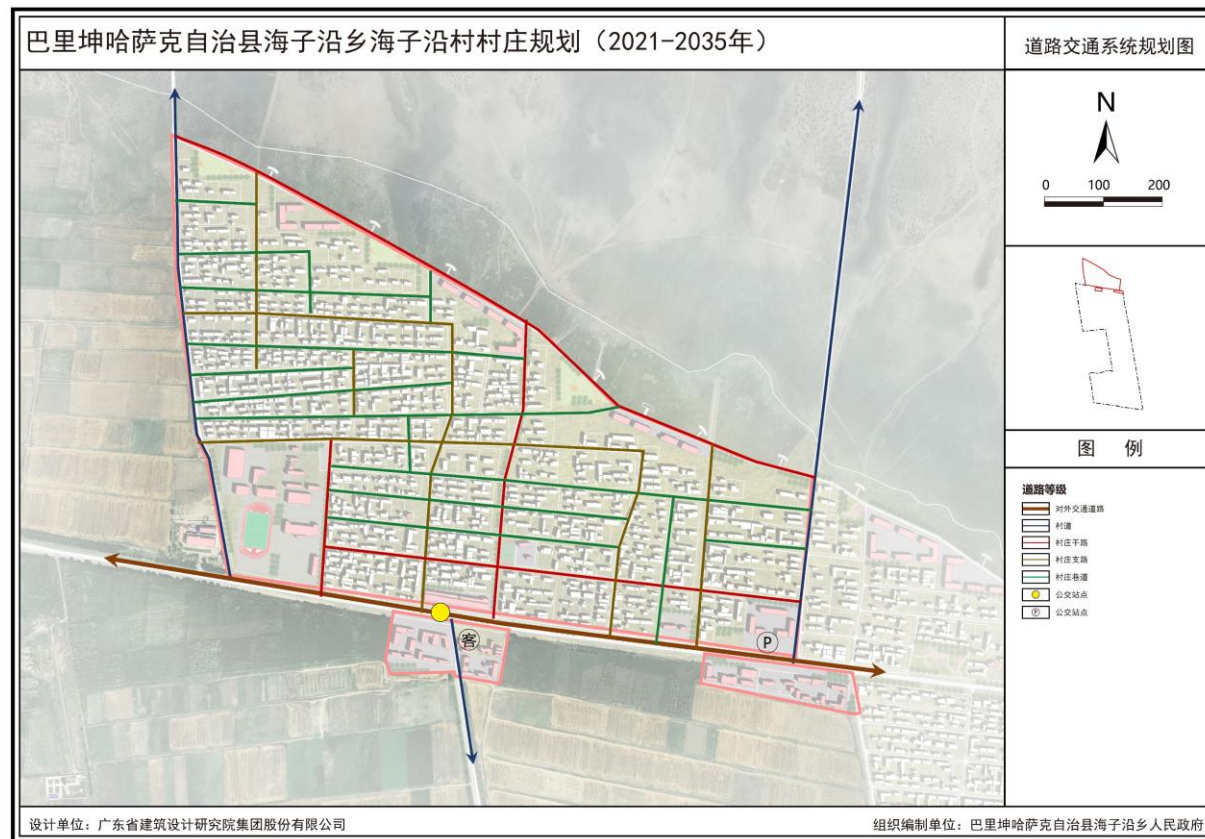 巴里坤哈萨克自治县海子沿乡海子沿村村庄规划（2021-2035年）
道路交通系统规划图
N
0 100 200
图 例
道路等级
对外交通道路
村道
村庄干路
村庄支路
村庄巷道
公交站点
P 公交站点
客
P
设计单位：广东省建筑设计研究院集团股份有限公司
组织编制单位：巴里坤哈萨克自治县海子沿乡人民政府